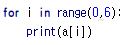 for i in range(0,6):
    print(a[i])